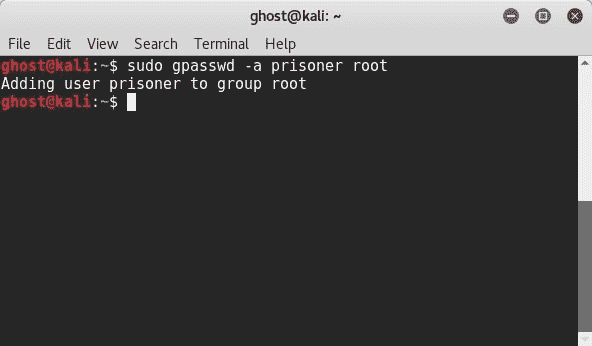 ghost@kali: ~
File Edit View Search Terminal Help
ghost@kali:~$ sudo gpasswd -a prisoner root
Adding user prisoner to group root
ghost@kali:~$